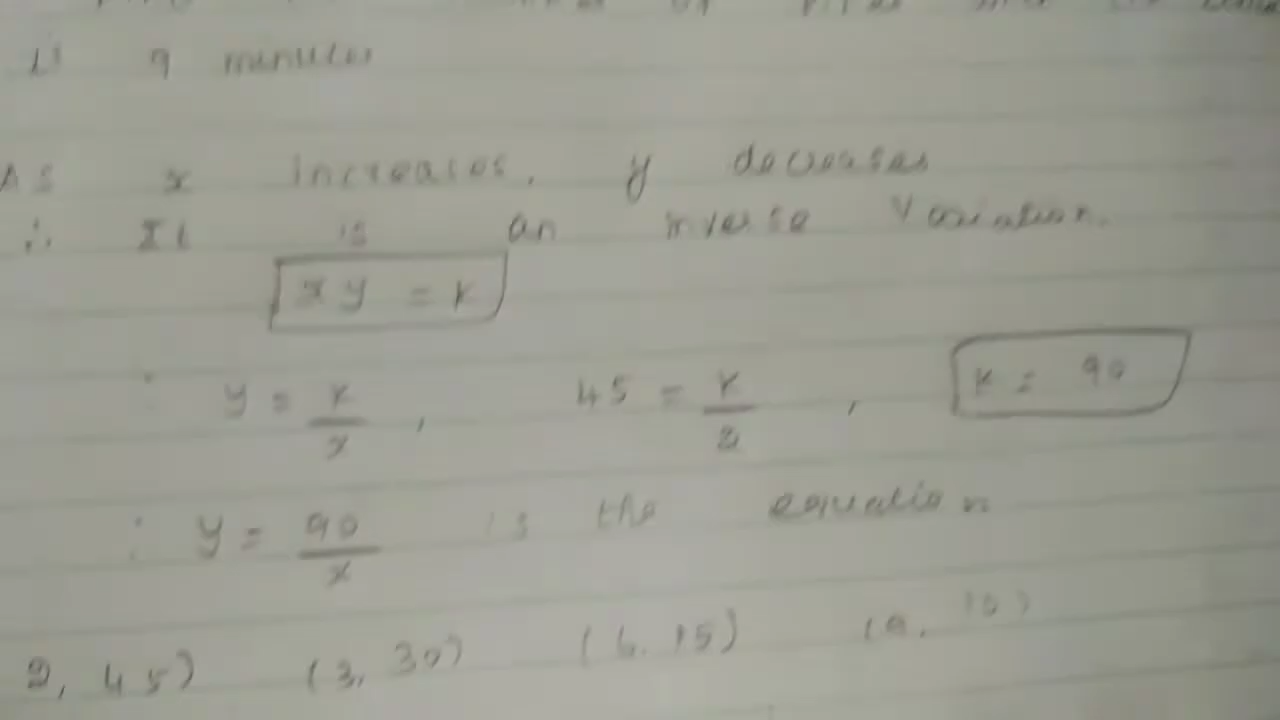 9 minutes
As x increases, y decreases
∴ It is an inverse variation.
xy = k
∴ y = k/x , 45 = k/2 , k = 90
∴ y = 90/x is the equation
2, 45) (3, 30) (6, 15) (9, 10)